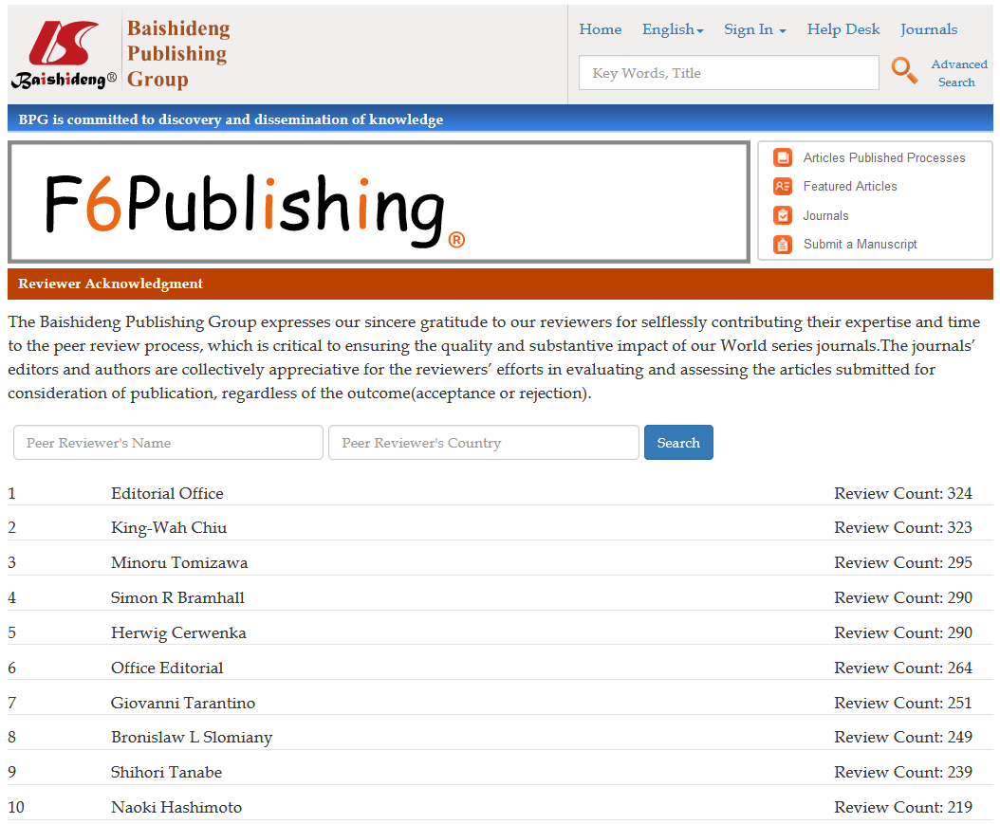 Baishideng®
Baishideng
Publishing
Group
Home English Sign In Help Desk Journals
Key Words, Title
Advanced
Search
BPG is committed to discovery and dissemination of knowledge
F6Publishing®
Articles Published Processes
Featured Articles
Journals
Submit a Manuscript
Reviewer Acknowledgment
The Baishideng Publishing Group expresses our sincere gratitude to our reviewers for selflessly contributing their expertise and time
to the peer review process, which is critical to ensuring the quality and substantive impact of our World series journals.The journals’
editors and authors are collectively appreciative for the reviewers’ efforts in evaluating and assessing the articles submitted for
consideration of publication, regardless of the outcome(acceptance or rejection).
Peer Reviewer's Name Peer Reviewer's Country Search
1 Editorial Office Review Count: 324
2 King-Wah Chiu Review Count: 323
3 Minoru Tomizawa Review Count: 295
4 Simon R Bramhall Review Count: 290
5 Herwig Cerwenka Review Count: 290
6 Office Editorial Review Count: 264
7 Giovanni Tarantino Review Count: 251
8 Bronislaw L Slomiany Review Count: 249
9 Shihori Tanabe Review Count: 239
10 Naoki Hashimoto Review Count: 219